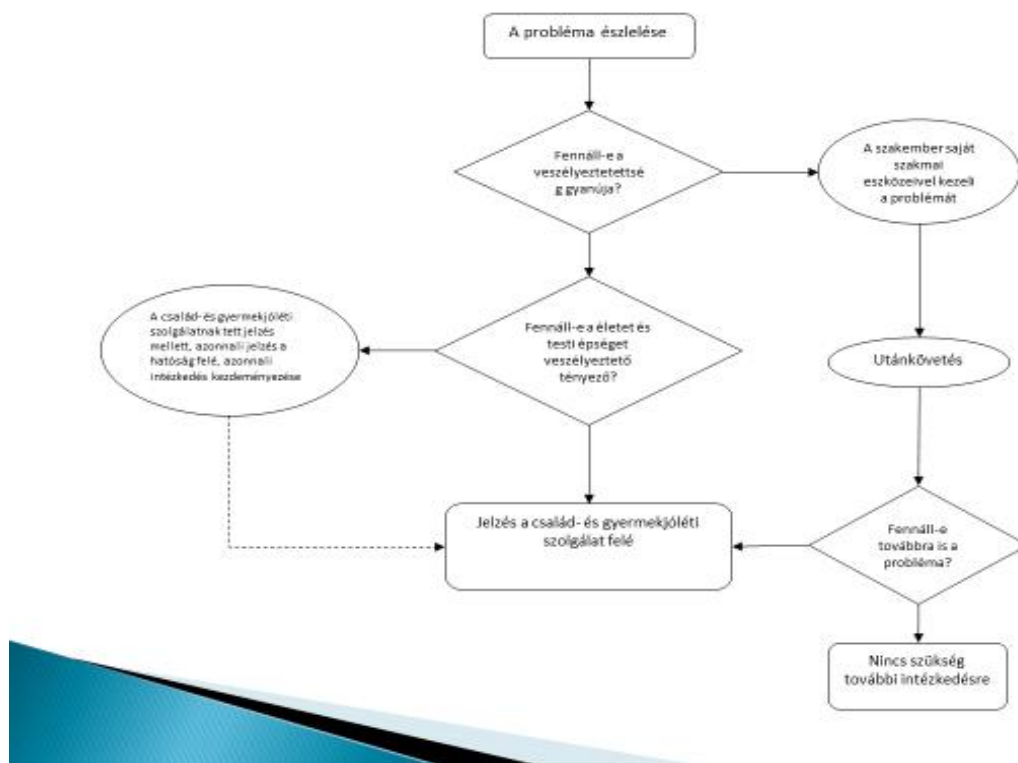 A probléma észlelése
Fennáll-e a
veszélyeztetettsé
g gyanúja?
A szakember saját
szakmai
eszközeivel kezeli
a problémát
A család-és gyermekjóléti
szolgálatnak tett jelzés
mellett, azonnali jelzés a
hatóság felé, azonnali
intézkedés kezdeményezése
Fennáll-e a életet és
testi épséget
veszélyeztető
tényező?
Utánkövetés
Jelzés a család- és gyermekjóléti
szolgálat felé
Fennáll-e
továbbra is a
probléma?
Nincs szükség
további intézkedésre